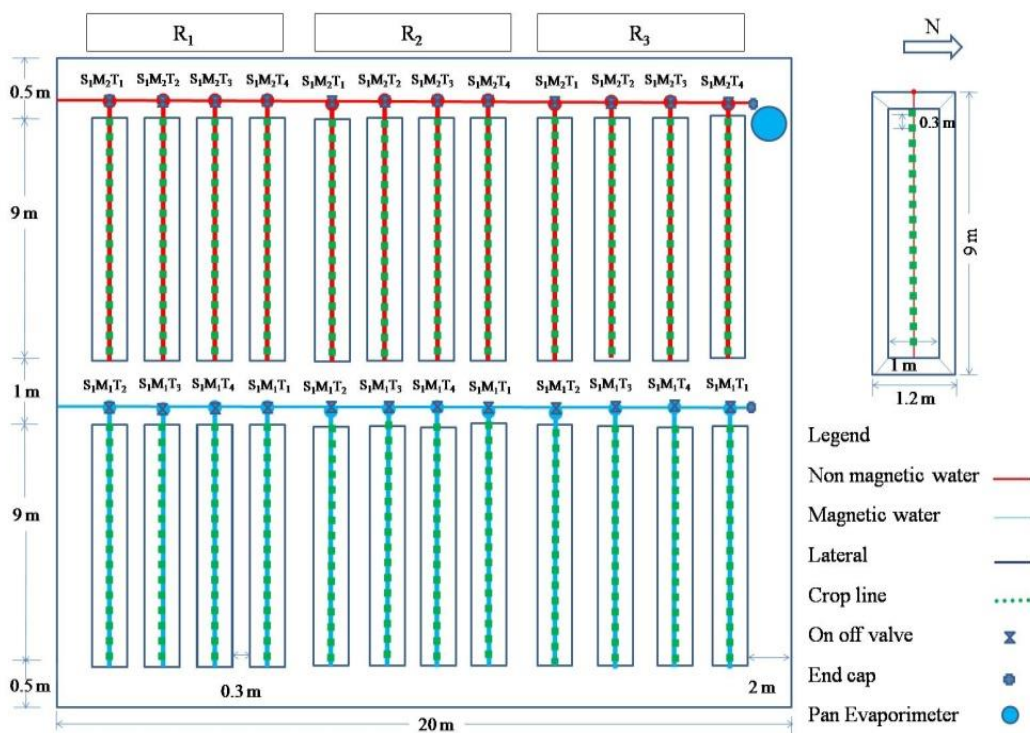 R₁ R₂ R₃ N
S₁M₂T₁ S₁M₂T₂ S₁M₂T₃ S₁M₂T₄ S₁M₂T₁ S₁M₂T₂ S₁M₂T₃ S₁M₂T₄ S₁M₂T₁ S₁M₂T₂ S₁M₂T₃ S₁M₂T₄
0.5 m
0.3 m
9 m
9 m
1 m
1 m
1.2 m
S₁M₁T₂ S₁M₁T₃ S₁M₁T₄ S₁M₁T₁ S₁M₁T₂ S₁M₁T₃ S₁M₁T₄ S₁M₁T₁ S₁M₁T₂ S₁M₁T₃ S₁M₁T₄ S₁M₁T₁
9 m
0.5 m
0.3 m
2 m
20 m
Legend
Non magnetic water
Magnetic water
Lateral
Crop line
On off valve
End cap
Pan Evaporimeter